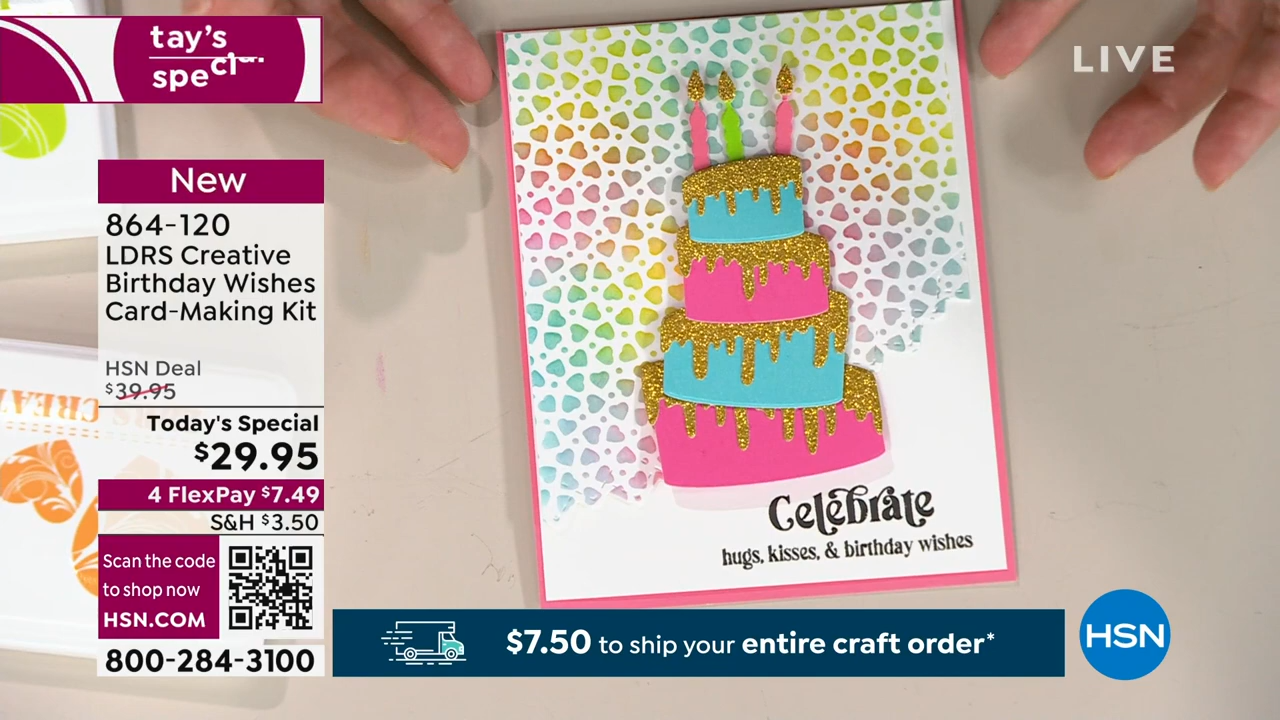 tay's
LIVE
New
864-120
LDRS Creative
Birthday Wishes
Card-Making Kit
HSN Deal
$39.95
Today's Special
$29.95
4 FlexPay $7.49
S&H $3.50
Scan the code
to shop now
HSN.COM
800-284-3100
Celebrate
hugs, kisses, & birthday wishes
$7.50 to ship your entire craft order*
HSN